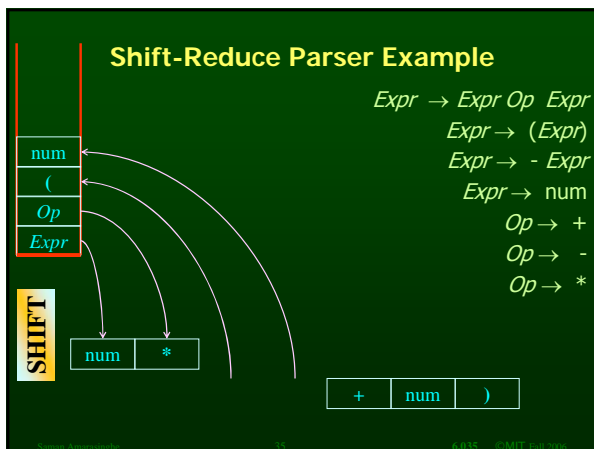 Shift-Reduce Parser Example
Expr → Expr Op Expr
Expr → (Expr)
Expr → - Expr
Expr → num
Op → +
Op → -
Op → *
num
(
Op
Expr
SHIFT
num *
+ num )
Saman Amarasinghe 35 6.035 ©MIT Fall 2006